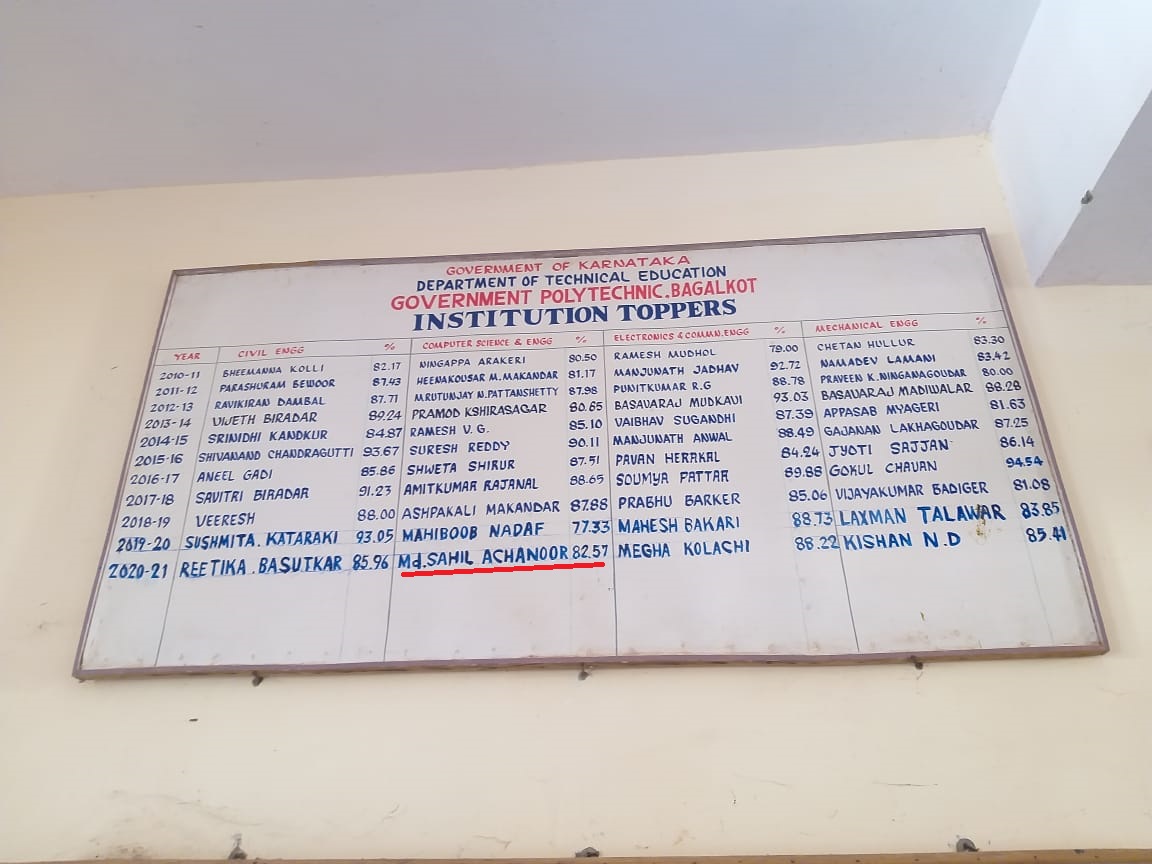 GOVERNMENT OF KARNATAKA
DEPARTMENT OF TECHNICAL EDUCATION
GOVERNMENT POLYTECHNIC.BAGALKOT
INSTITUTION TOPPERS
YEAR CIVIL ENGG % COMPUTER SCIENCE & ENGG % ELECTRONICS & COMMN.ENGG % MECHANICAL ENGG %
2010-11 BHEEMANNA KOLLI 82.17 NINGAPPA ARAKERI 80.50 RAMESH MUDHOL 79.00 CHETAN HULLUR 83.30
2011-12 PARASHURAM BEWOOR 87.43 HEENAKOUSAR M.MAKANDAR 81.17 MANJUNATH JADHAV 92.72 NAMADEV LAMANI 83.42
2012-13 RAVIKIRAN DAMBAL 87.71 MRUTUNJAY N.PATTANSHETTY 87.98 PUNITKUMAR R.G 88.78 PRAVEEN K.NINGANAGOUDAR 80.00
2013-14 VIJETH BIRADAR 89.24 PRAMOD KSHIRASAGAR 80.65 BASAVARAJ MUDKAVI 93.03 BASAVARAJ MADIWALAR 88.28
2014-15 SRINIDHI KANDKUR 84.87 RAMESH V.G. 85.10 VAIBHAV SUGANDHI 87.39 APPASAB MYAGERI 81.63
2015-16 SHIVANAND CHANDRAGUTTI 93.67 SURESH REDDY 90.11 MANJUNATH ANWAL 88.49 GAJANAN LAKHAGOUDAR 87.25
2016-17 ANEEL GADI 85.86 SHWETA SHIRUR 87.51 PAVAN HERAKAL 84.24 JYOTI SAJJAN 86.14
2017-18 SAVITRI BIRADAR 91.23 AMITKUMAR RAJANAL 88.65 SOUMYA PATTAR 89.88 GOKUL CHAVAN 94.54
2018-19 VEERESH 88.00 ASHPAKALI MAKANDAR 87.88 PRABHU BARKER 85.06 VIJAYAKUMAR BADIGER 81.08
2019-20 SUSHMITA.KATARAKI 93.05 MAHIBOOB NADAF 77.33 MAHESH BAKARI 88.73 LAXMAN TALAWAR 83.85
2020-21 REETIKA.BASUTKAR 85.96 Md.SAHIL ACHANOOR 82.57 MEGHA KOLACHI 88.22 KISHAN N.D 85.41